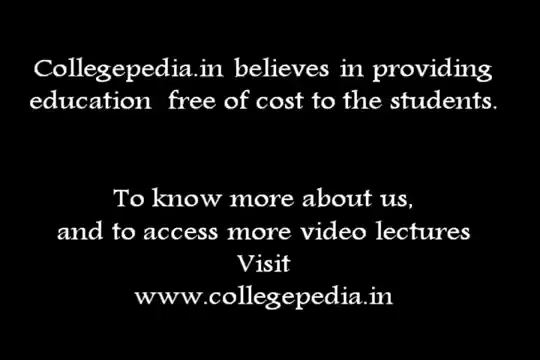 Collegepedia.in believes in providing
education free of cost to the students.
To know more about us,
and to access more video lectures
Visit
www.collegepedia.in